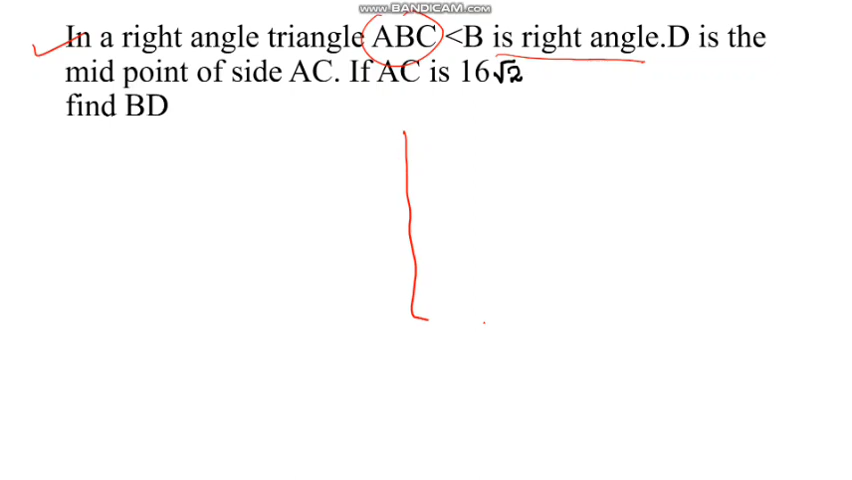 WWW.BANDICAM.COM
In a right angle triangle ABC <B is right angle.D is the
mid point of side AC. If AC is 16√2
find BD